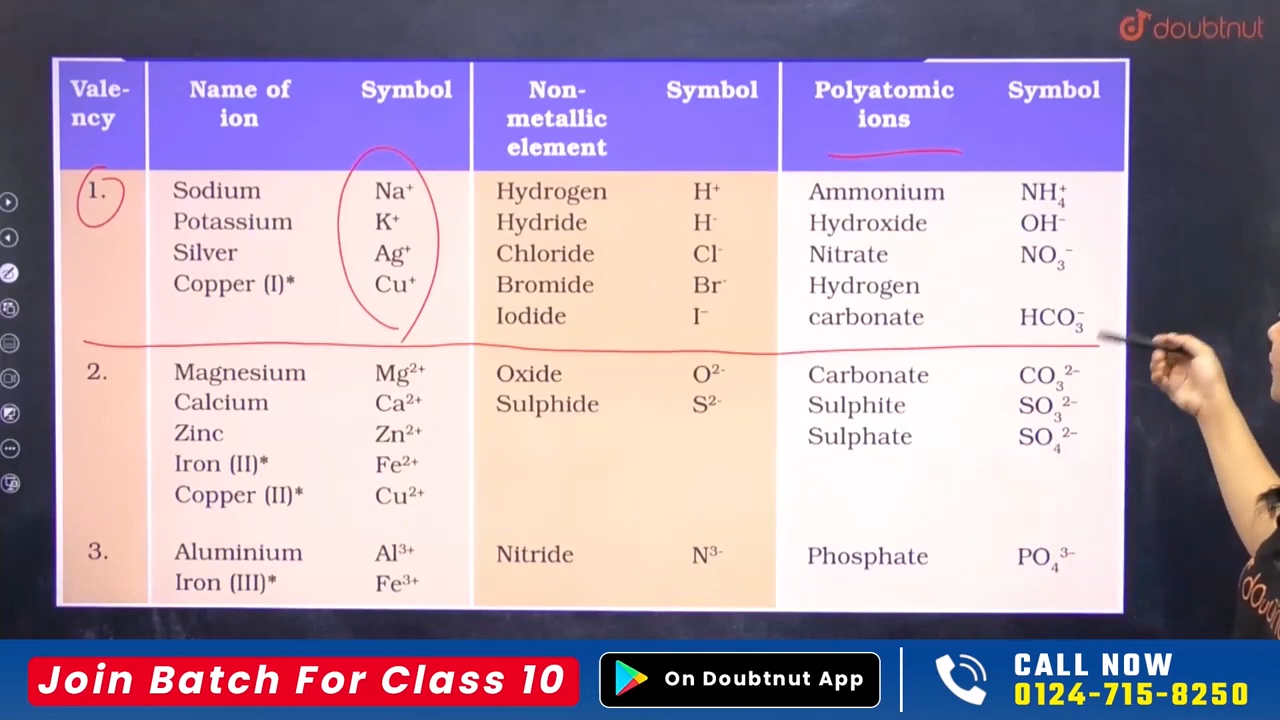 doubtnut
Vale- Name of Symbol Non- Symbol Polyatomic Symbol
ncy ion metallic ions
element
1. Sodium Na⁺ Hydrogen H⁺ Ammonium NH₄⁺
Potassium K⁺ Hydride H⁻ Hydroxide OH⁻
Silver Ag⁺ Chloride Cl⁻ Nitrate NO₃⁻
Copper (I)* Cu⁺ Bromide Br⁻ Hydrogen
Iodide I⁻ carbonate HCO₃⁻
2. Magnesium Mg²⁺ Oxide O²⁻ Carbonate CO₃²⁻
Calcium Ca²⁺ Sulphide S²⁻ Sulphite SO₃²⁻
Zinc Zn²⁺ Sulphate SO₄²⁻
Iron (II)* Fe²⁺
Copper (II)* Cu²⁺
3. Aluminium Al³⁺ Nitride N³⁻ Phosphate PO₄³⁻
Iron (III)* Fe³⁺
Join Batch For Class 10 On Doubtnut App CALL NOW
0124-715-8250